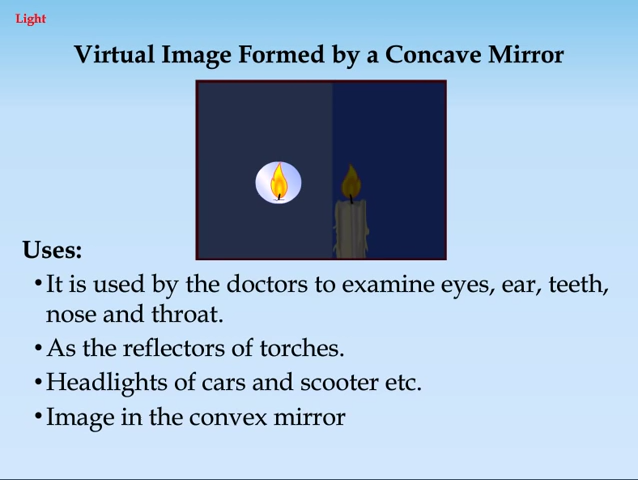 Light
Virtual Image Formed by a Concave Mirror
Uses:
•It is used by the doctors to examine eyes, ear, teeth,
nose and throat.
•As the reflectors of torches.
•Headlights of cars and scooter etc.
•Image in the convex mirror